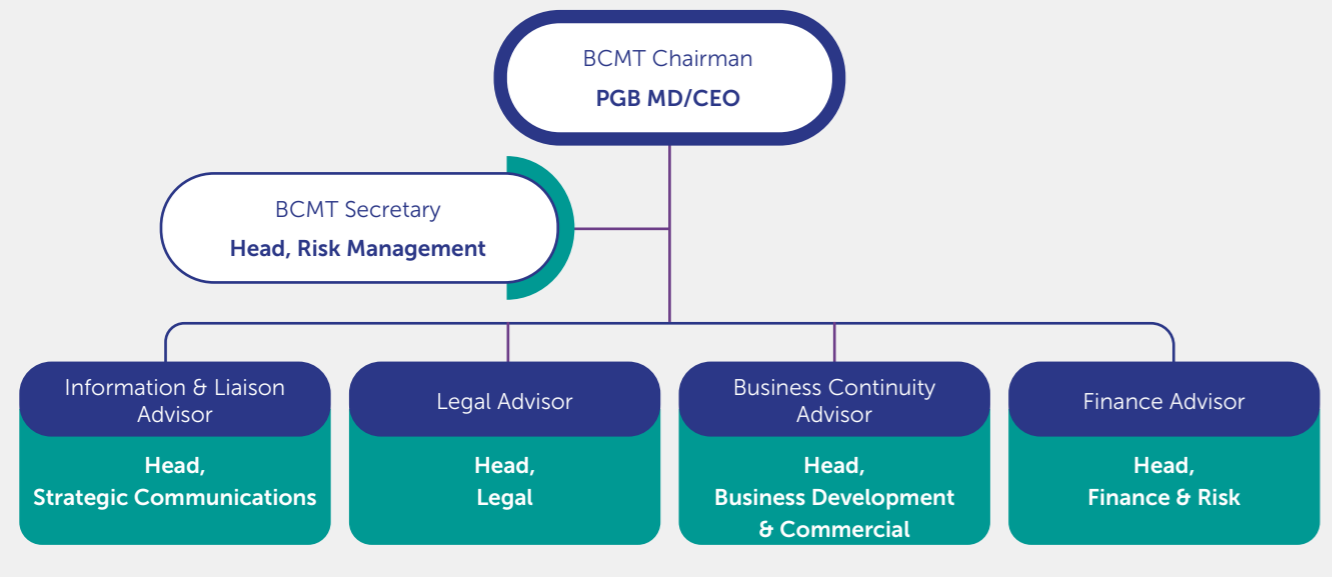 BCMT Chairman
PGB MD/CEO
BCMT Secretary
Head, Risk Management
Information & Liaison
Advisor
Head,
Strategic Communications
Legal Advisor
Head,
Legal
Business Continuity
Advisor
Head,
Business Development
& Commercial
Finance Advisor
Head,
Finance & Risk